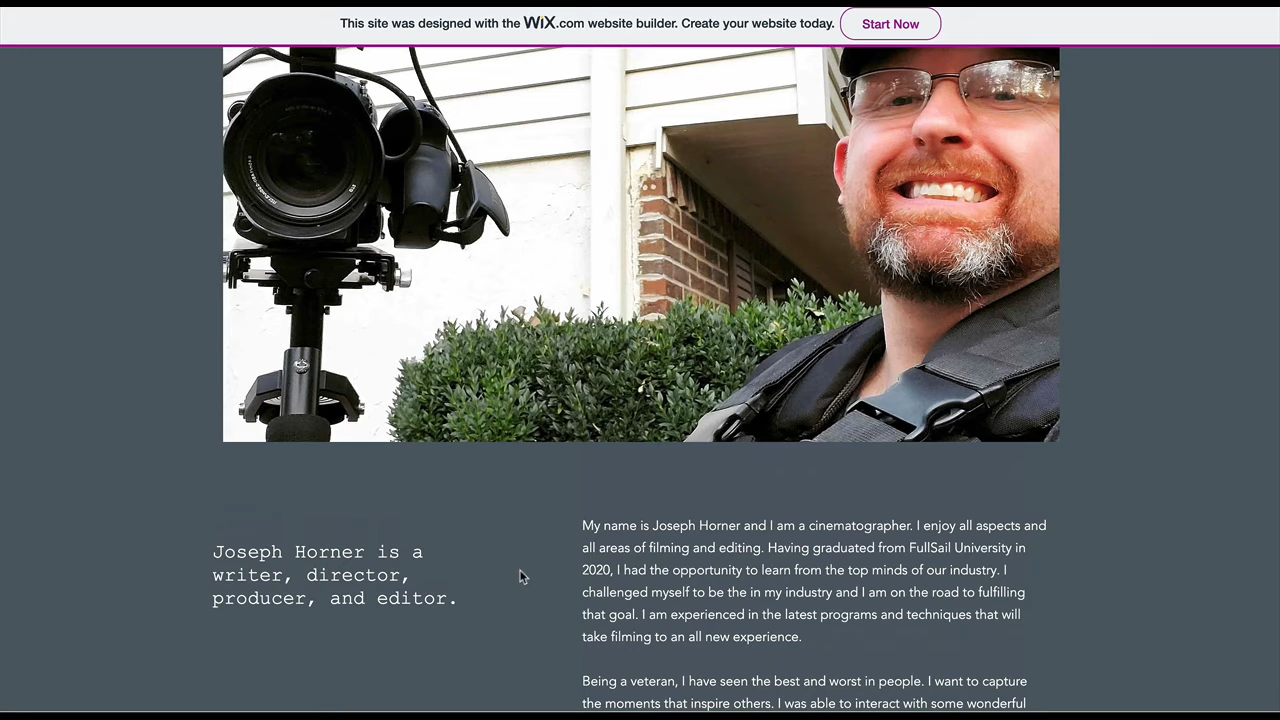 This site was designed with the WiX.com website builder. Create your website today.
Start Now
Joseph Horner is a
writer, director,
producer, and editor.
My name is Joseph Horner and I am a cinematographer. I enjoy all aspects and
all areas of filming and editing. Having graduated from FullSail University in
2020, I had the opportunity to learn from the top minds of our industry. I
challenged myself to be the in my industry and I am on the road to fulfilling
that goal. I am experienced in the latest programs and techniques that will
take filming to an all new experience.
Being a veteran, I have seen the best and worst in people. I want to capture
the moments that inspire others. I was able to interact with some wonderful